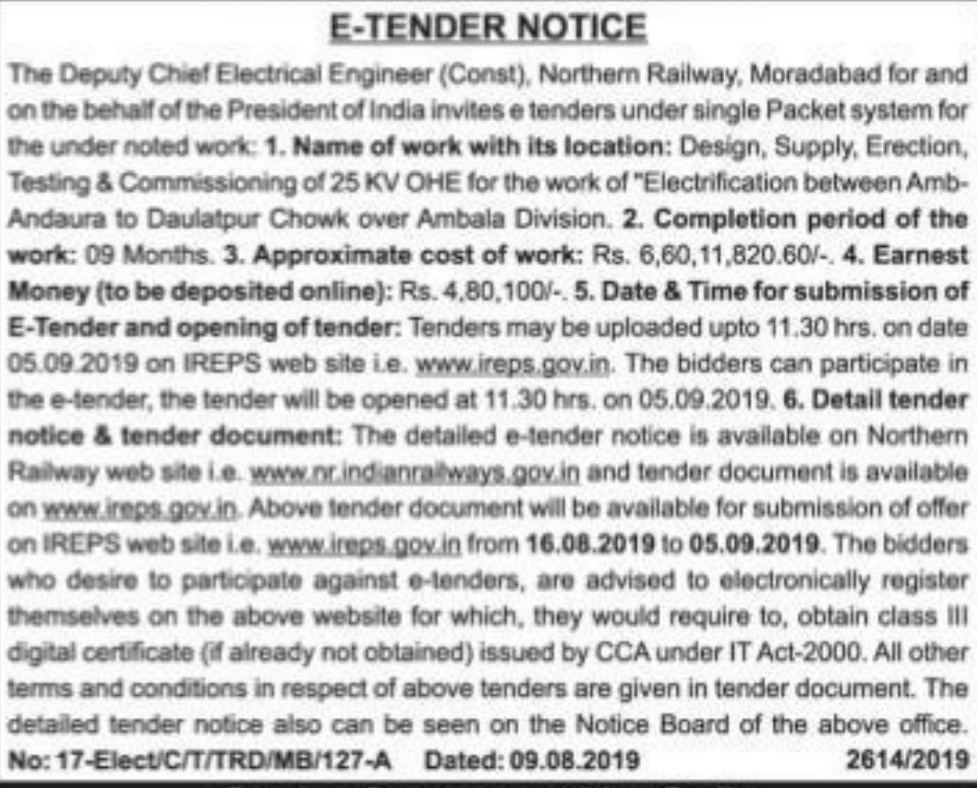 E-TENDER NOTICE
The Deputy Chief Electrical Engineer (Const), Northern Railway, Moradabad for and
on the behalf of the President of India invites e tenders under single Packet system for
the under noted work: 1. Name of work with its location: Design, Supply, Erection,
Testing & Commissioning of 25 KV OHE for the work of "Electrification between Amb-
Andaura to Daulatpur Chowk over Ambala Division. 2. Completion period of the
work: 09 Months. 3. Approximate cost of work: Rs. 6,60,11,820.60/-. 4. Earnest
Money (to be deposited online): Rs. 4,80,100/-. 5. Date & Time for submission of
E-Tender and opening of tender: Tenders may be uploaded upto 11.30 hrs. on date
05.09.2019 on IREPS web site i.e. www.ireps.gov.in. The bidders can participate in
the e-tender, the tender will be opened at 11.30 hrs. on 05.09.2019. 6. Detail tender
notice & tender document: The detailed e-tender notice is available on Northern
Railway web site i.e. www.nr.indianrailways.gov.in and tender document is available
on www.ireps.gov.in. Above tender document will be available for submission of offer
on IREPS web site i.e. www.ireps.gov.in from 16.08.2019 to 05.09.2019. The bidders
who desire to participate against e-tenders, are advised to electronically register
themselves on the above website for which, they would require to, obtain class III
digital certificate (if already not obtained) issued by CCA under IT Act-2000. All other
terms and conditions in respect of above tenders are given in tender document. The
detailed tender notice also can be seen on the Notice Board of the above office.
No: 17-Elect/C/T/TRD/MB/127-A Dated: 09.08.2019 2614/2019